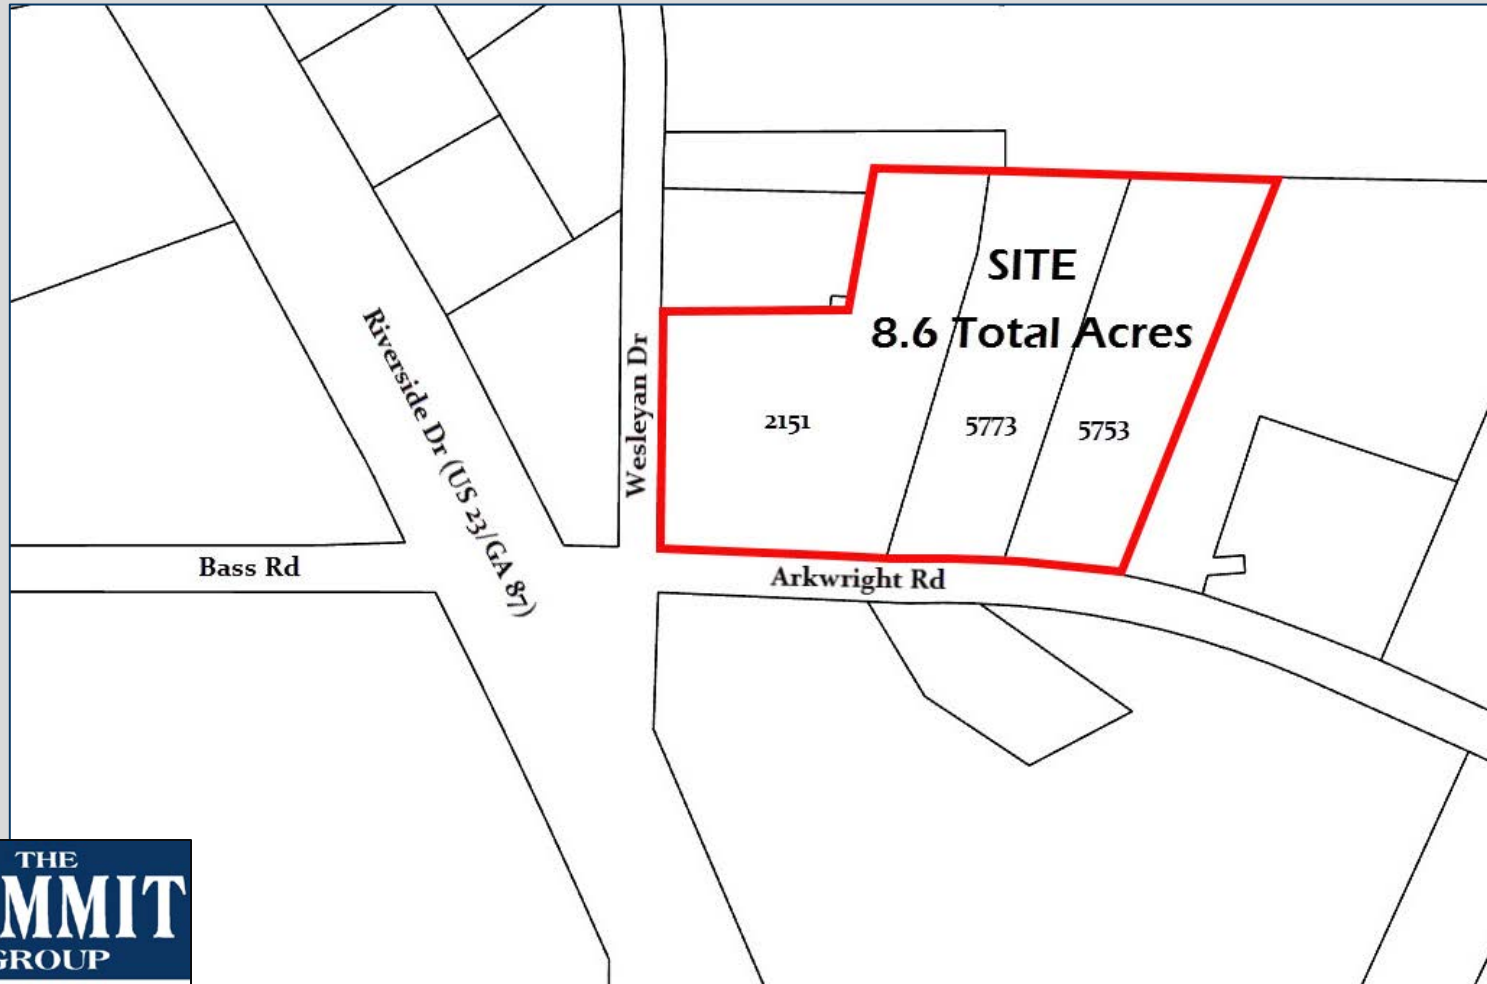 SITE
8.6 Total Acres
Riverside Dr (US 23/GA 87)
Wesleyan Dr
2151
5773
5753
Bass Rd
Arkwright Rd
THE
MMIT
GROUP